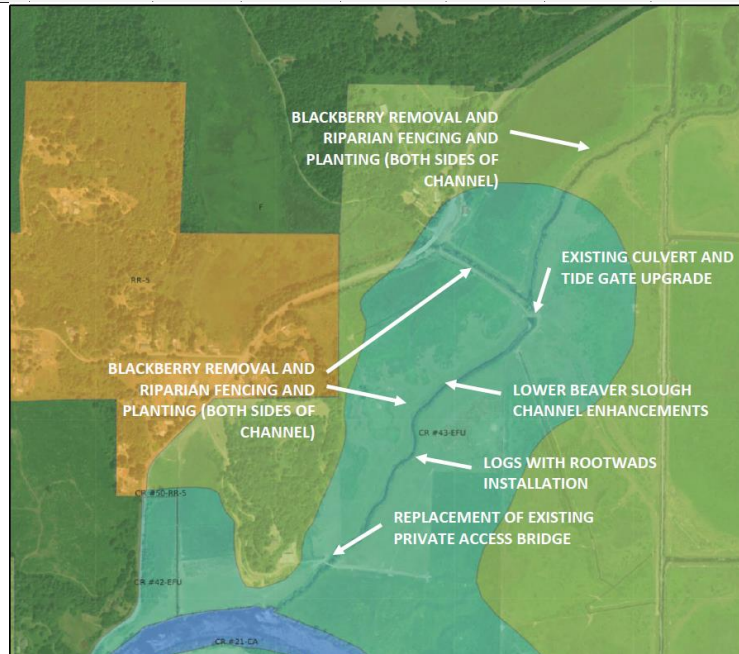 BLACKBERRY REMOVAL AND
RIPARIAN FENCING AND
PLANTING (BOTH SIDES OF
CHANNEL)
EXISTING CULVERT AND
TIDE GATE UPGRADE
RR-5
BLACKBERRY REMOVAL AND
RIPARIAN FENCING AND
PLANTING (BOTH SIDES OF
CHANNEL)
LOWER BEAVER SLOUGH
CHANNEL ENHANCEMENTS
CR #43-EFU
LOGS WITH ROOTWADS
INSTALLATION
CR #50-RR-5
REPLACEMENT OF EXISTING
PRIVATE ACCESS BRIDGE
CR #42-EFU
CR #21-CA